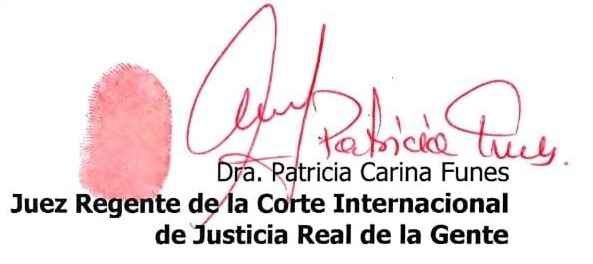 Patricia Funes.
Dra. Patricia Carina Funes
Juez Regente de la Corte Internacional
de Justicia Real de la Gente